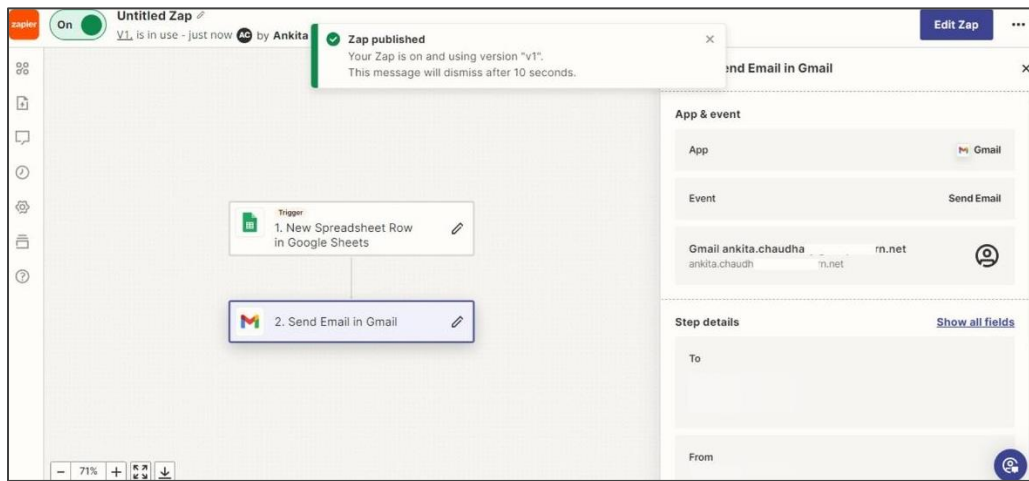 zapier
On
Untitled Zap
V1. is in use - just now AC by Ankita
Zap published
Your Zap is on and using version "v1".
This message will dismiss after 10 seconds.
Edit Zap
end Email in Gmail
App & event
App
Gmail
Event
Send Email
Gmail ankita.chaudha rn.net
ankita.chaudh rn.net
Trigger
1. New Spreadsheet Row
in Google Sheets
2. Send Email in Gmail
Step details
Show all fields
To
From
71%